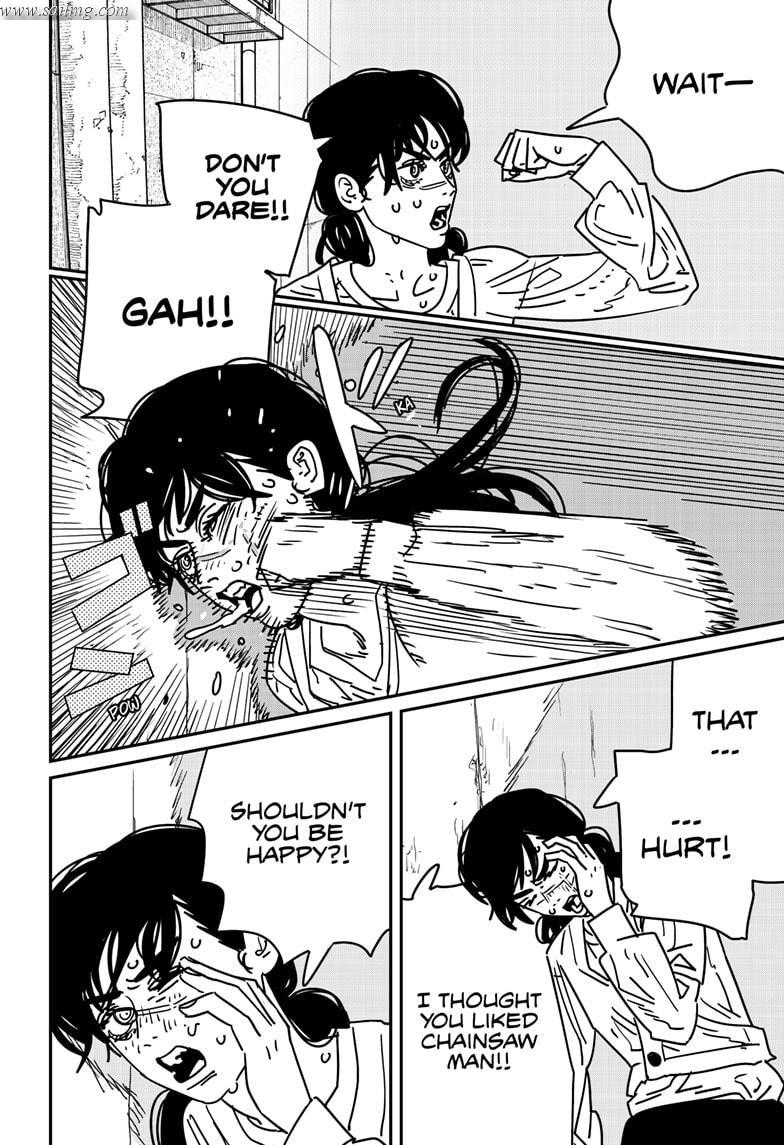 www.soilmg.com
WAIT—
DON'T
YOU
DARE!!
GAH!!
KA
POW
THAT
...
...
HURT!
I THOUGHT
YOU LIKED
CHAINSAW
MAN!!
SHOULDN'T
YOU BE
HAPPY?!